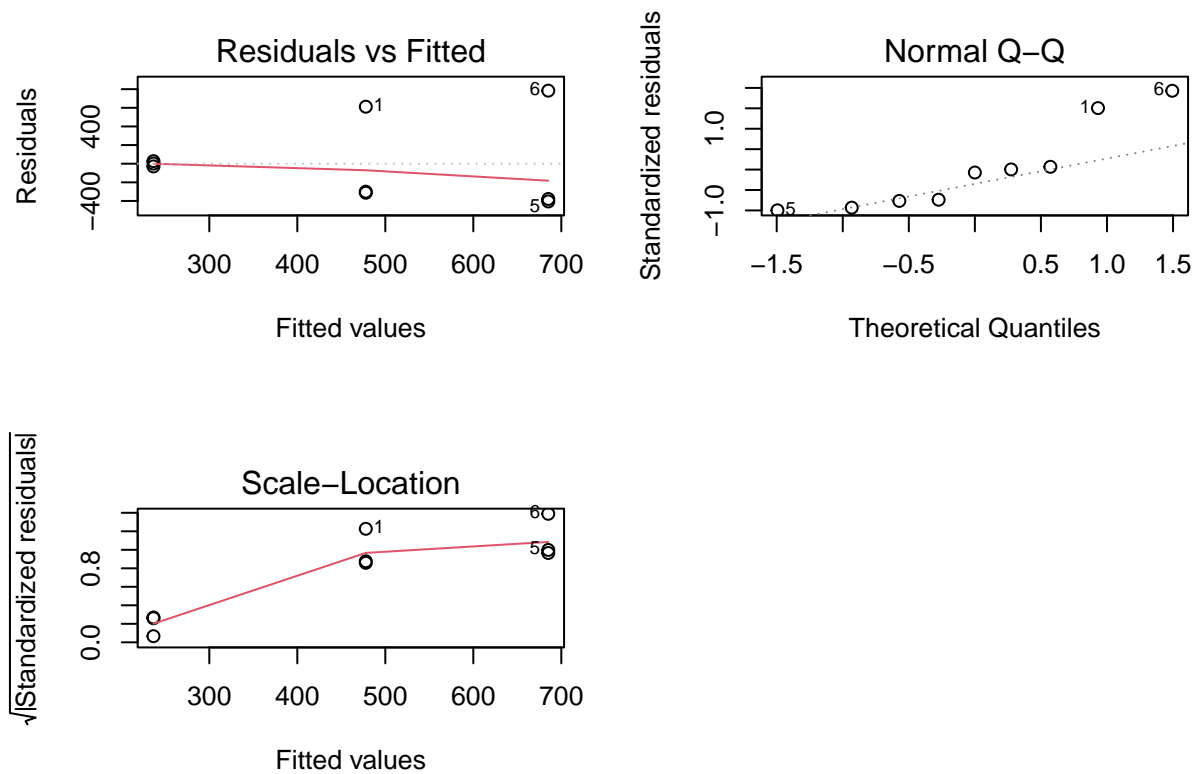 Residuals vs Fitted
Residuals
400
−400
1
6
5
300 400 500 600 700
Fitted values
Normal Q−Q
Standardized residuals
1.0
−1.0
6
1
5
−1.5 −0.5 0.5 1.0 1.5
Theoretical Quantiles
Scale−Location
√|Standardized residuals|
0.8
0.0
6
1
5
300 400 500 600 700
Fitted values